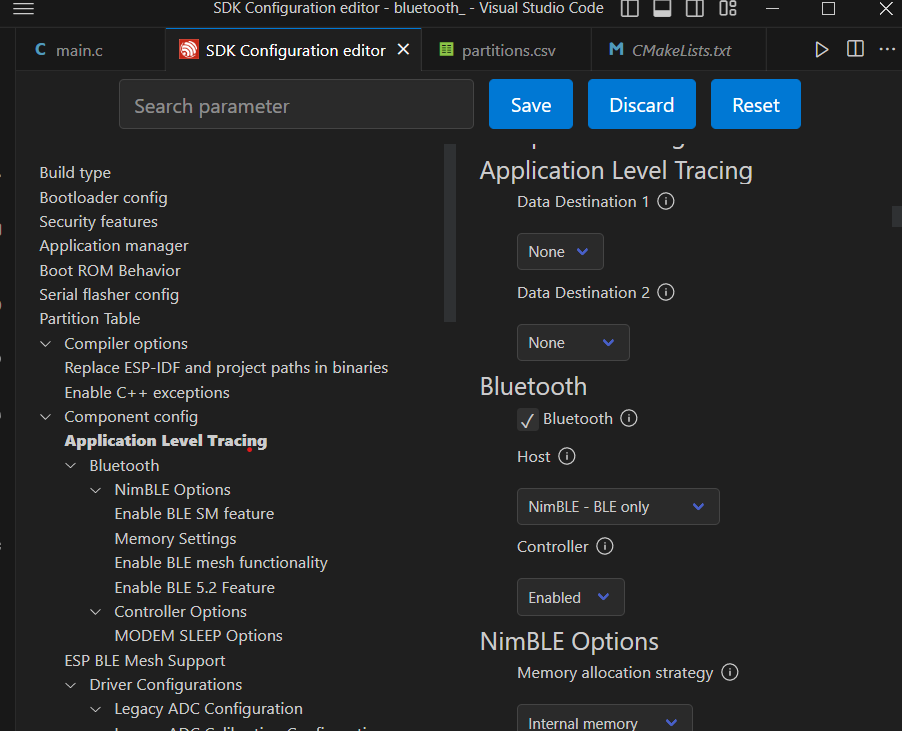 SDK Configuration editor - bluetooth_ - Visual Studio Code
C main.c
SDK Configuration editor
partitions.csv
M CMakeLists.txt
Search parameter
Save
Discard
Reset
Build type
Bootloader config
Security features
Application manager
Boot ROM Behavior
Serial flasher config
Partition Table
Compiler options
Replace ESP-IDF and project paths in binaries
Enable C++ exceptions
Component config
Application Level Tracing
Bluetooth
NimBLE Options
Enable BLE SM feature
Memory Settings
Enable BLE mesh functionality
Enable BLE 5.2 Feature
Controller Options
MODEM SLEEP Options
ESP BLE Mesh Support
Driver Configurations
Legacy ADC Configuration
Application Level Tracing
Data Destination 1
None
Data Destination 2
None
Bluetooth
Bluetooth
Host
NimBLE - BLE only
Controller
Enabled
NimBLE Options
Memory allocation strategy
Internal memory